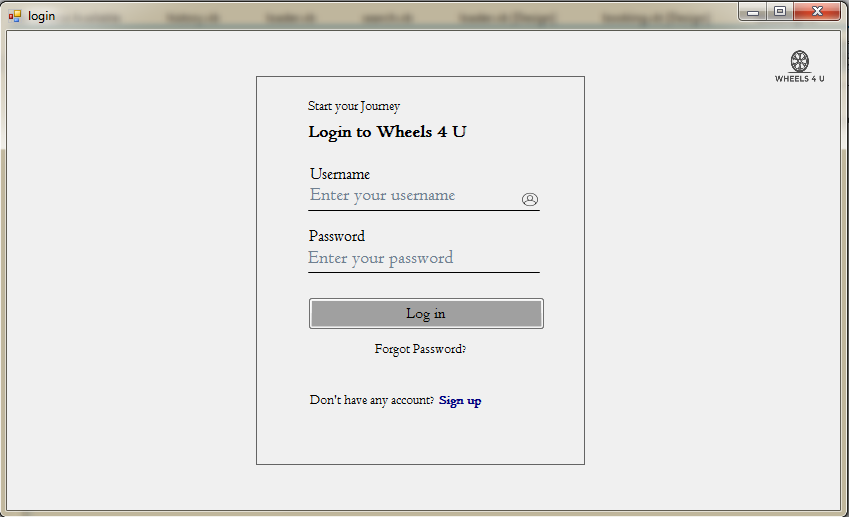 login
WHEELS 4 U
Start your Journey
Login to Wheels 4 U
Username
Enter your username
Password
Enter your password
Log in
Forgot Password?
Don't have any account? Sign up